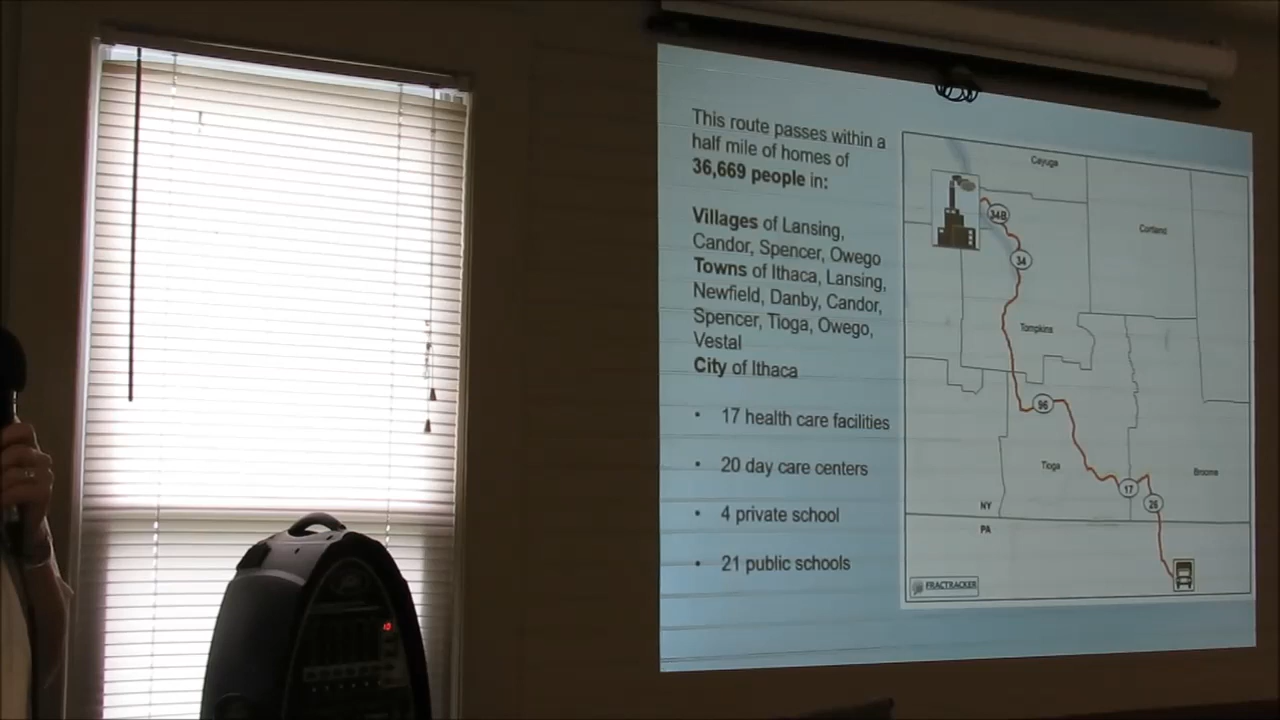 This route passes within a
half mile of homes of
36,669 people in:
Villages of Lansing,
Candor, Spencer, Owego
Towns of Ithaca, Lansing,
Newfield, Danby, Candor,
Spencer, Tioga, Owego,
Vestal
City of Ithaca
• 17 health care facilities
• 20 day care centers
• 4 private school
• 21 public schools
Cayuga
34B
Cortland
34
Tompkins
96
Tioga
Broome
17
26
NY
PA
FRACTRACKER